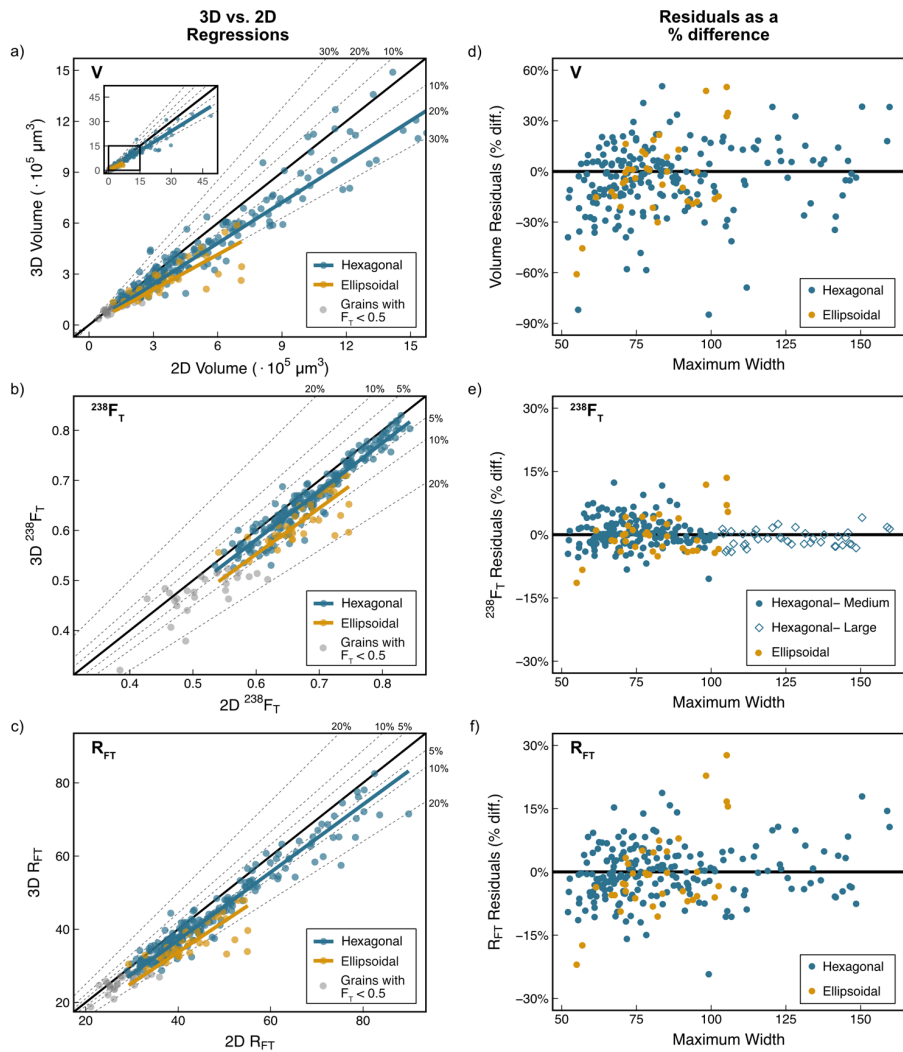 3D vs. 2D
Regressions
Residuals as a
% difference
a)
V
30%
20%
10%
10%
20%
30%
15
12
9
6
3
0
45
30
15
0
0
15
30
45
3D Volume ( · 10⁵ µm³)
Hexagonal
Ellipsoidal
Grains with
F_T < 0.5
0
3
6
9
12
15
2D Volume ( · 10⁵ µm³)
d)
V
90%
60%
30%
0%
−30%
−60%
−90%
Volume Residuals (% diff.)
Hexagonal
Ellipsoidal
50
75
100
125
150
Maximum Width
b)
²³⁸F_T
20%
10%
5%
5%
10%
20%
0.8
0.7
0.6
0.5
0.4
3D ²³⁸F_T
Hexagonal
Ellipsoidal
Grains with
F_T < 0.5
0.4
0.5
0.6
0.7
0.8
2D ²³⁸F_T
e)
²³⁸F_T
30%
15%
0%
−15%
−30%
²³⁸F_T Residuals (% diff.)
Hexagonal− Medium
Hexagonal− Large
Ellipsoidal
50
75
100
125
150
Maximum Width
c)
R_FT
20%
10%
5%
5%
10%
20%
80
60
40
20
3D R_FT
Hexagonal
Ellipsoidal
Grains with
F_T < 0.5
20
40
60
80
2D R_FT
f)
R_FT
30%
15%
0%
−15%
−30%
R_FT Residuals (% diff.)
Hexagonal
Ellipsoidal
50
75
100
125
150
Maximum Width